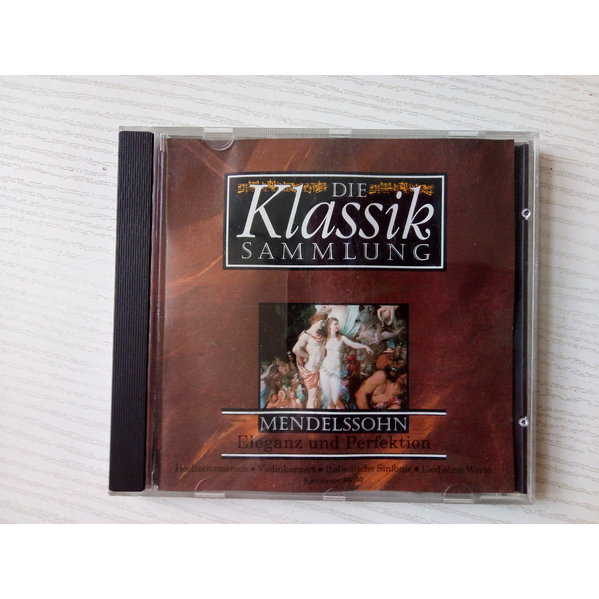 DIE
Klassik
SAMMLUNG
MENDELSSOHN
Eleganz und Perfektion
Hochzeitsmarsch • Violinkonzert • Italienische Sinfonie • Lied ohne Worte